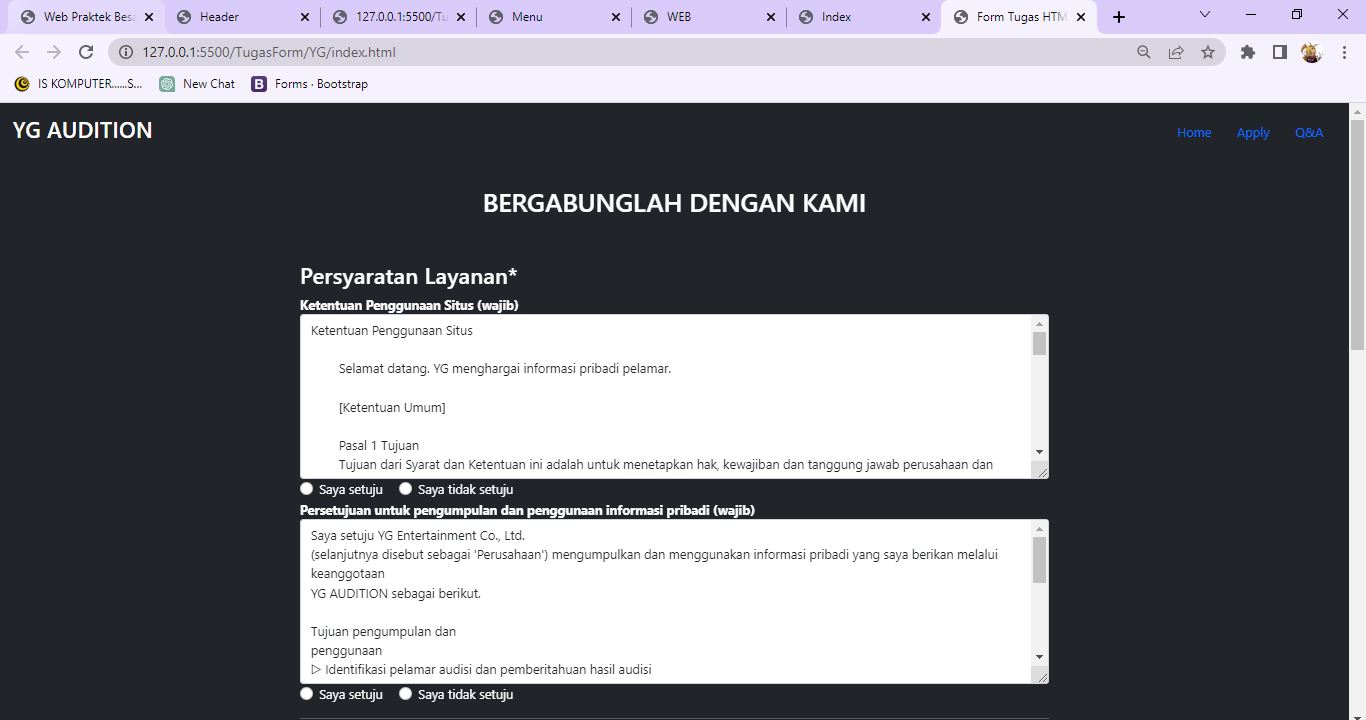 Web Praktek Besa
Header
127.0.0.1:5500/Tu
Menu
WEB
Index
Form Tugas HTM
127.0.0.1:5500/TugasForm/YG/index.html
IS KOMPUTER......S...
New Chat
B Forms · Bootstrap
YG AUDITION
Home
Apply
Q&A
BERGABUNGLAH DENGAN KAMI
Persyaratan Layanan*
Ketentuan Penggunaan Situs (wajib)
Ketentuan Penggunaan Situs
Selamat datang. YG menghargai informasi pribadi pelamar.
[Ketentuan Umum]
Pasal 1 Tujuan
Tujuan dari Syarat dan Ketentuan ini adalah untuk menetapkan hak, kewajiban dan tanggung jawab perusahaan dan
Saya setuju Saya tidak setuju
Persetujuan untuk pengumpulan dan penggunaan informasi pribadi (wajib)
Saya setuju YG Entertainment Co., Ltd.
(selanjutnya disebut sebagai 'Perusahaan') mengumpulkan dan menggunakan informasi pribadi yang saya berikan melalui
keanggotaan
YG AUDITION sebagai berikut.
Tujuan pengumpulan dan
penggunaan
▷ Identifikasi pelamar audisi dan pemberitahuan hasil audisi
Saya setuju Saya tidak setuju